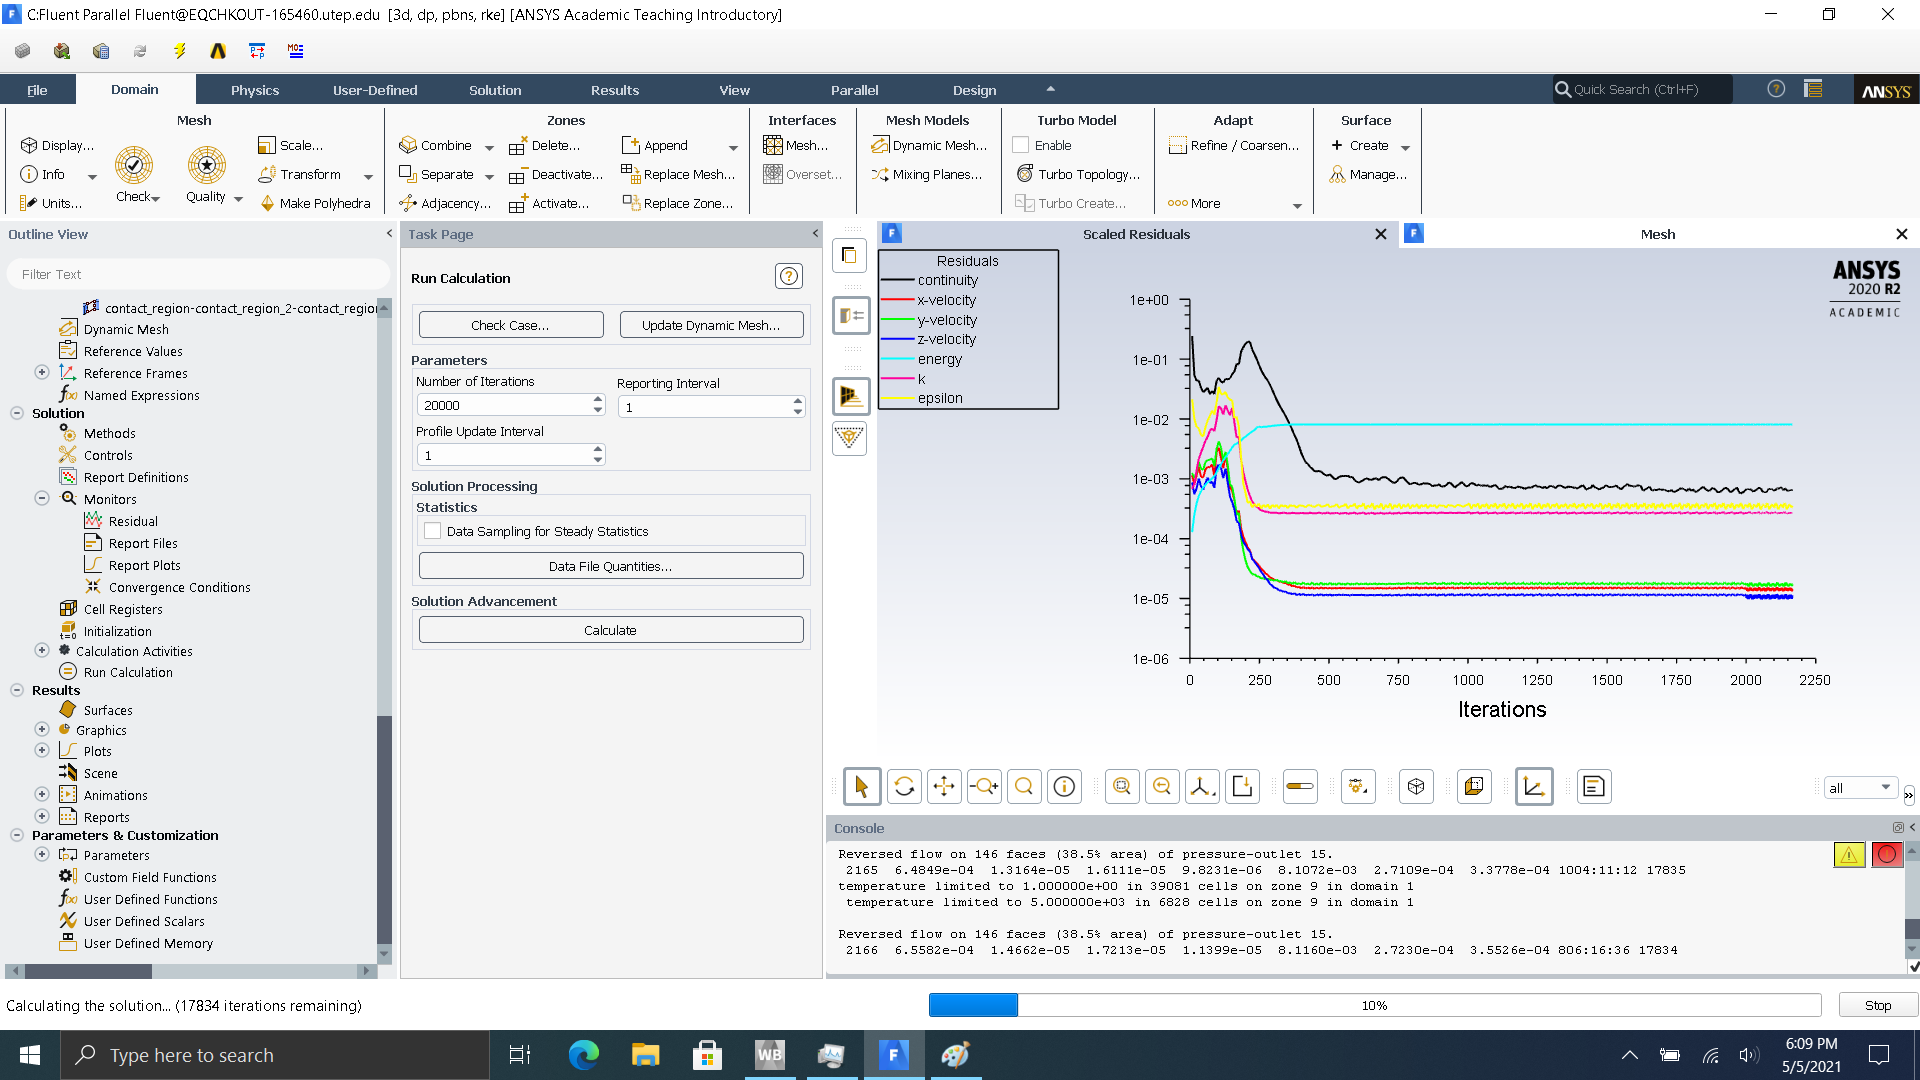 C:Fluent Parallel Fluent@EQCHKOUT-165460.utep.edu [3d, dp, pbns, rke] [ANSYS Academic Teaching Introductory]
File Domain Physics User-Defined Solution Results View Parallel Design Quick Search (Ctrl+F) ANSYS
Mesh
Display...
Info
Units...
Check
Quality
Scale...
Transform
Make Polyhedra
Zones
Combine
Separate
Adjacency...
Delete...
Deactivate...
Activate...
Append
Replace Mesh...
Replace Zone...
Interfaces
Mesh...
Overset...
Mesh Models
Dynamic Mesh...
Mixing Planes...
Turbo Model
Enable
Turbo Topology...
Turbo Create...
Adapt
Refine / Coarsen...
More
Surface
Create
Manage...
Outline View
Filter Text
contact_region-contact_region_2-contact_region
Dynamic Mesh
Reference Values
Reference Frames
Named Expressions
Solution
Methods
Controls
Report Definitions
Monitors
Residual
Report Files
Report Plots
Convergence Conditions
Cell Registers
Initialization
Calculation Activities
Run Calculation
Results
Surfaces
Graphics
Plots
Scene
Animations
Reports
Parameters & Customization
Parameters
Custom Field Functions
User Defined Functions
User Defined Scalars
User Defined Memory
Task Page
Run Calculation
Check Case... Update Dynamic Mesh...
Parameters
Number of Iterations Reporting Interval
20000 1
Profile Update Interval
1
Solution Processing
Statistics
Data Sampling for Steady Statistics
Data File Quantities...
Solution Advancement
Calculate
Scaled Residuals
Mesh
Residuals
continuity
x-velocity
y-velocity
z-velocity
energy
k
epsilon
ANSYS
2020 R2
ACADEMIC
1e+00
1e-01
1e-02
1e-03
1e-04
1e-05
1e-06
0 250 500 750 1000 1250 1500 1750 2000 2250
Iterations
all
Console
Reversed flow on 146 faces (38.5% area) of pressure-outlet 15.
2165 6.4849e-04 1.3164e-05 1.6111e-05 9.8231e-06 8.1072e-03 2.7109e-04 3.3778e-04 1004:11:12 17835
temperature limited to 1.000000e+00 in 39081 cells on zone 9 in domain 1
temperature limited to 5.000000e+03 in 6828 cells on zone 9 in domain 1
Reversed flow on 146 faces (38.5% area) of pressure-outlet 15.
2166 6.5582e-04 1.4662e-05 1.7213e-05 1.1399e-05 8.1160e-03 2.7230e-04 3.5526e-04 806:16:36 17834
Calculating the solution... (17834 iterations remaining)
10%
Stop
Type here to search
WB
6:09 PM
5/5/2021